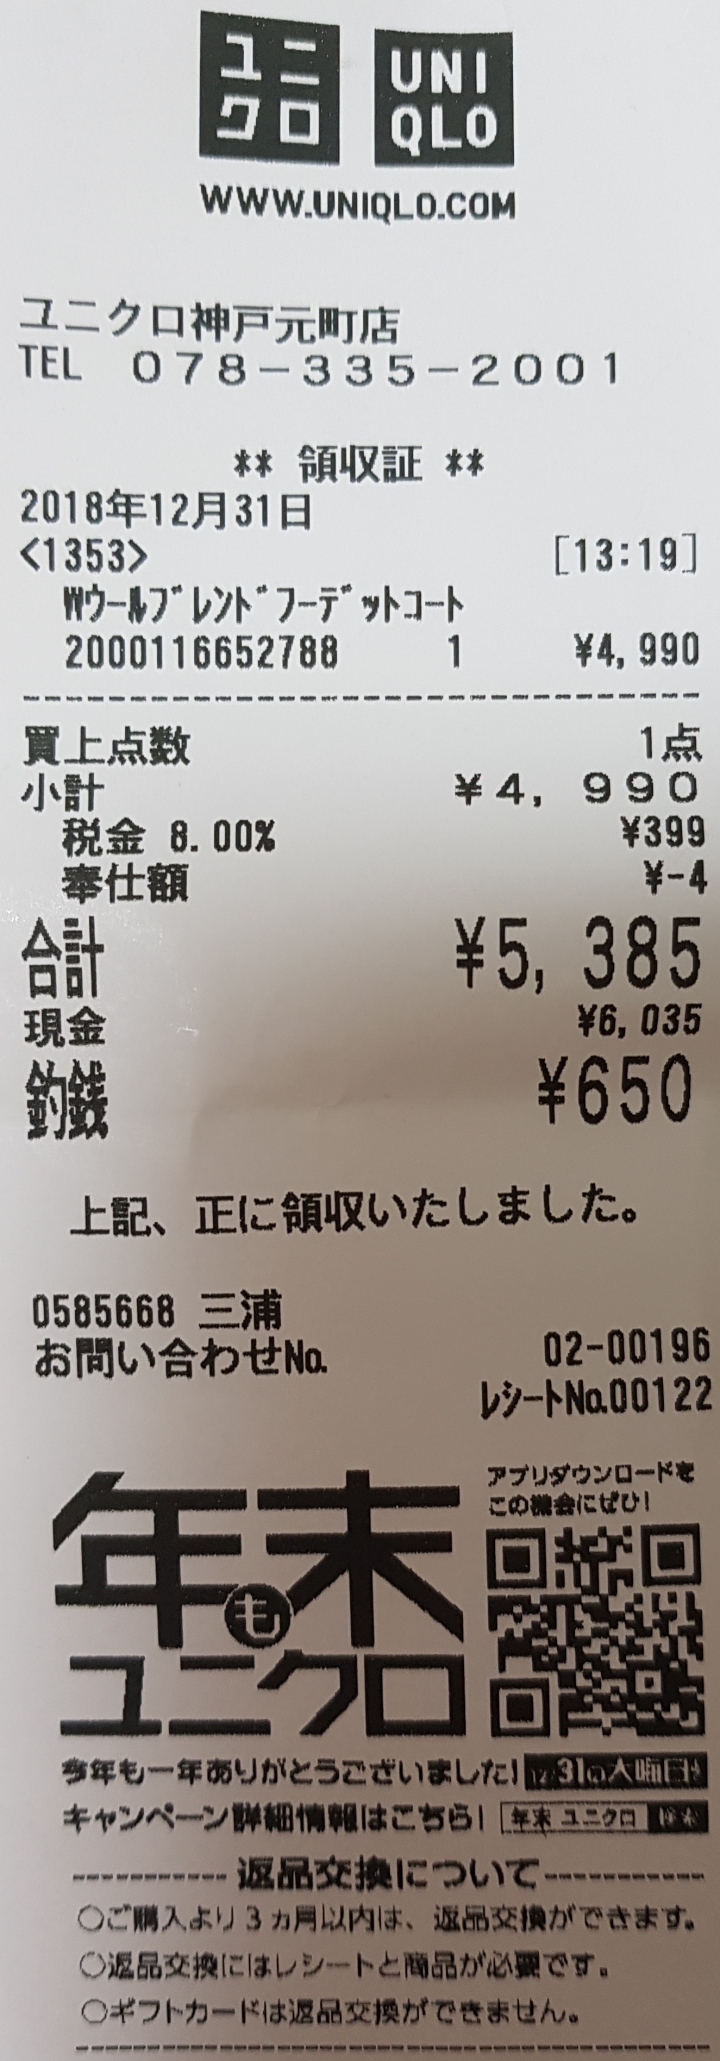 ユニ
クロ
UNI
QLO
WWW.UNIQLO.COM
ユニクロ神戸元町店
TEL 078-335-2001
** 領収証 **
2018年12月31日
<1353> [13:19]
Wウールブレンドフーデットコート
2000116652788 1 ¥4,990
買上点数 1点
小計 ¥4,990
税金 8.00% ¥399
奉仕額 ¥-4
合計 ¥5,385
現金 ¥6,035
釣銭 ¥650
上記、正に領収いたしました。
0585668 三浦
お問い合わせNo. 02-00196
レシートNo.00122
アプリダウンロードを
この機会にぜひ!
年末も
ユニクロ
今年も一年ありがとうございました! 12/31の大晦日も
キャンペーン詳細情報はこちら! 年末 ユニクロ 検索
返品交換について
○ご購入より3ヵ月以内は、返品交換ができます。
○返品交換にはレシートと商品が必要です。
○ギフトカードは返品交換ができません。